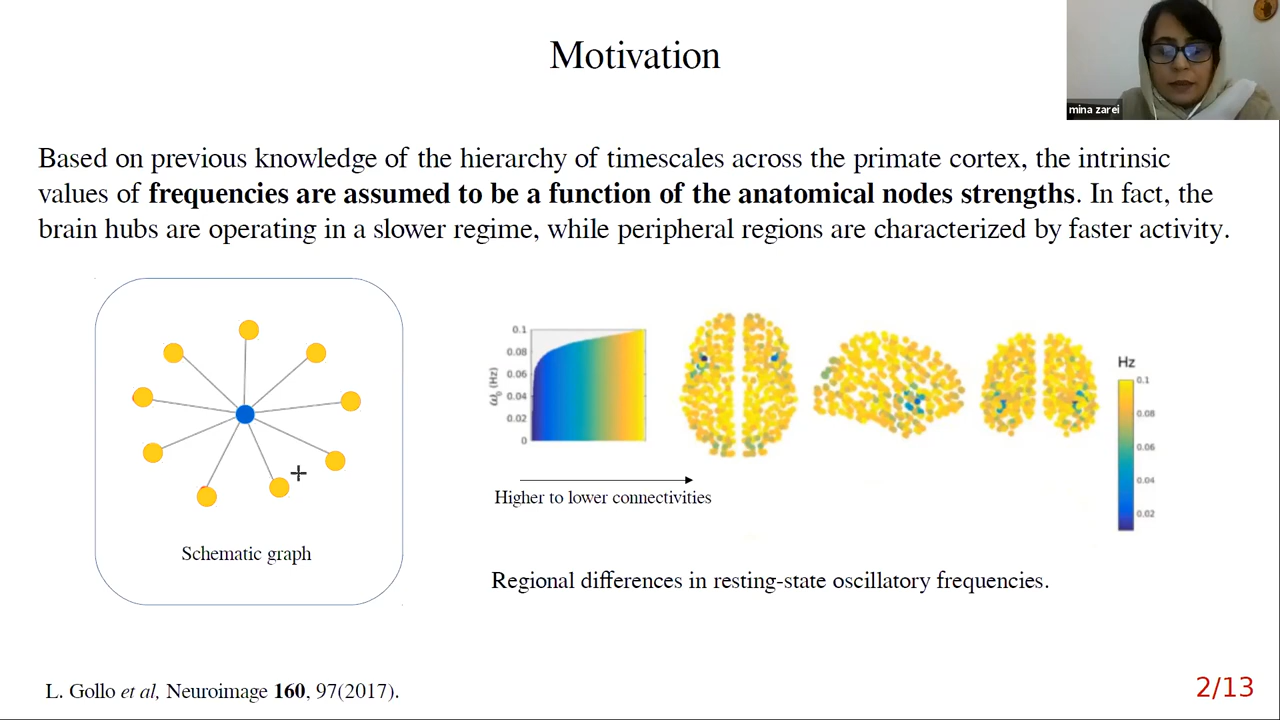 Motivation
mina zarei
Based on previous knowledge of the hierarchy of timescales across the primate cortex, the intrinsic
values of frequencies are assumed to be a function of the anatomical nodes strengths. In fact, the
brain hubs are operating in a slower regime, while peripheral regions are characterized by faster activity.
Schematic graph
ω₀ (Hz)
0.1
0.08
0.06
0.04
0.02
0
Higher to lower connectivities
Hz
0.1
0.08
0.06
0.04
0.02
Regional differences in resting-state oscillatory frequencies.
L. Gollo et al, Neuroimage 160, 97(2017).
2/13